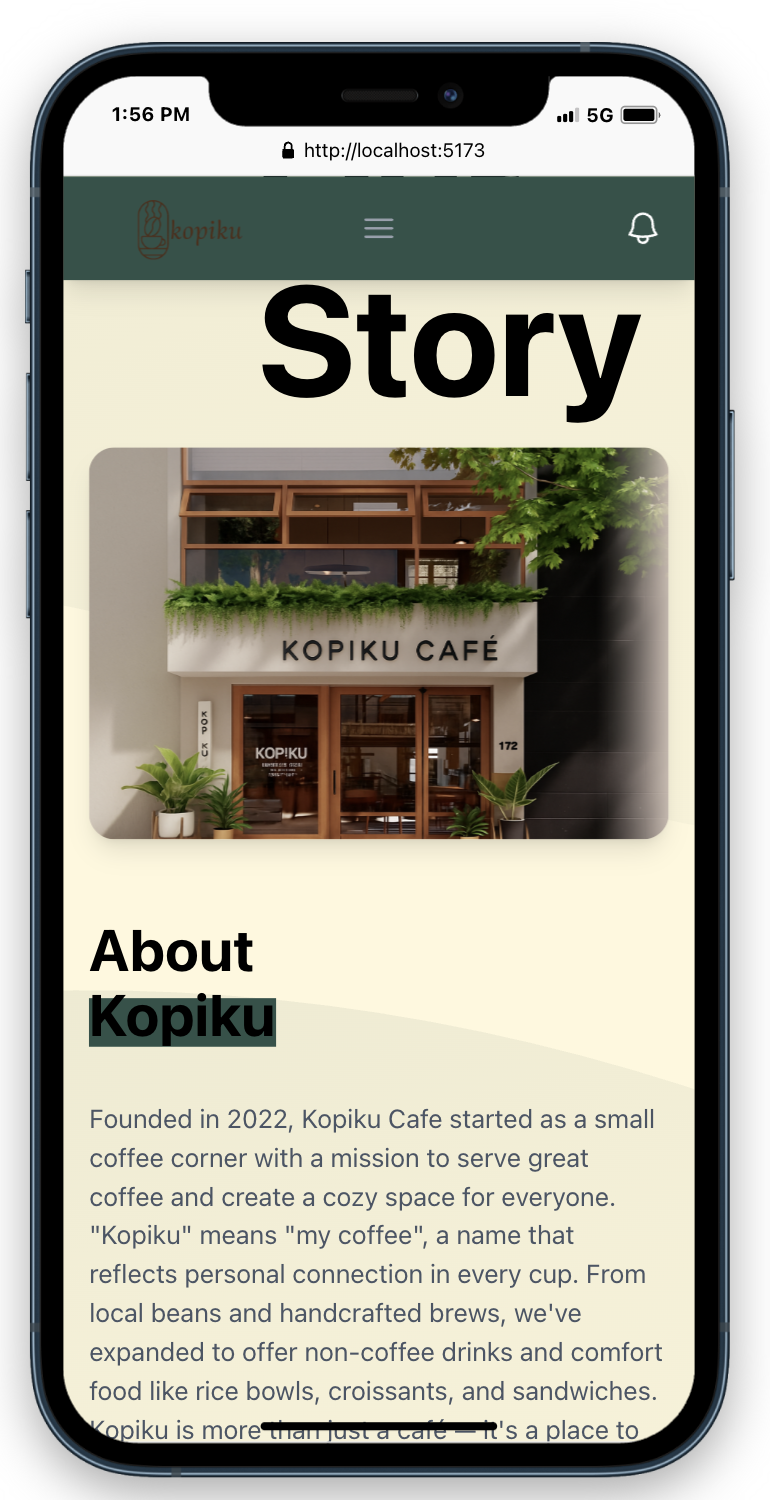 1:56 PM
5G
http://localhost:5173
kopiku
Story
KOPIKU CAFÉ
KOP KU
KOP!KU
172
About
Kopiku
Founded in 2022, Kopiku Cafe started as a small
coffee corner with a mission to serve great
coffee and create a cozy space for everyone.
"Kopiku" means "my coffee", a name that
reflects personal connection in every cup. From
local beans and handcrafted brews, we've
expanded to offer non-coffee drinks and comfort
food like rice bowls, croissants, and sandwiches.
Kopiku is more than just a café — it's a place to